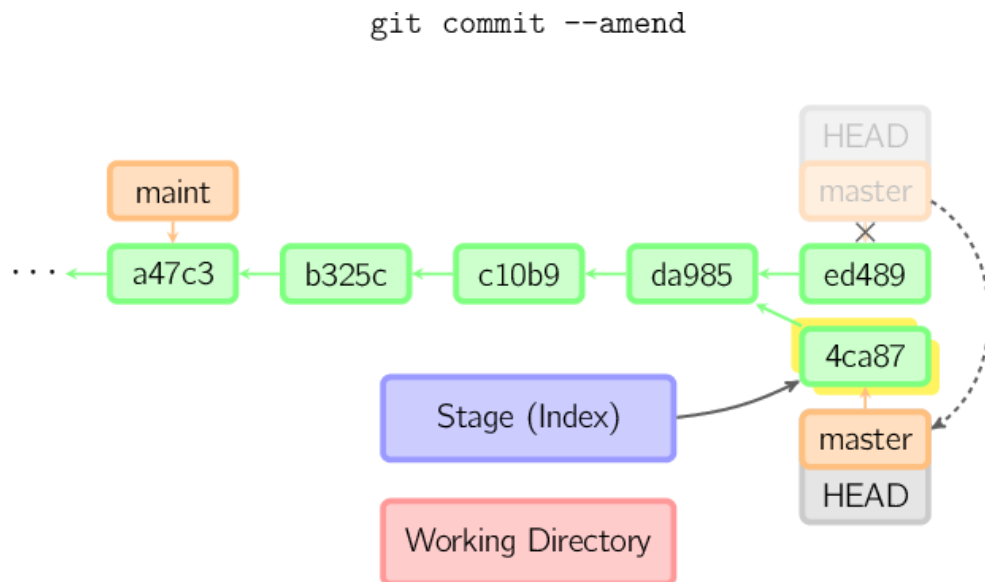 git commit --amend
HEAD
maint
master
... a47c3 b325c c10b9 da985 ed489
4ca87
Stage (Index)
master
HEAD
Working Directory